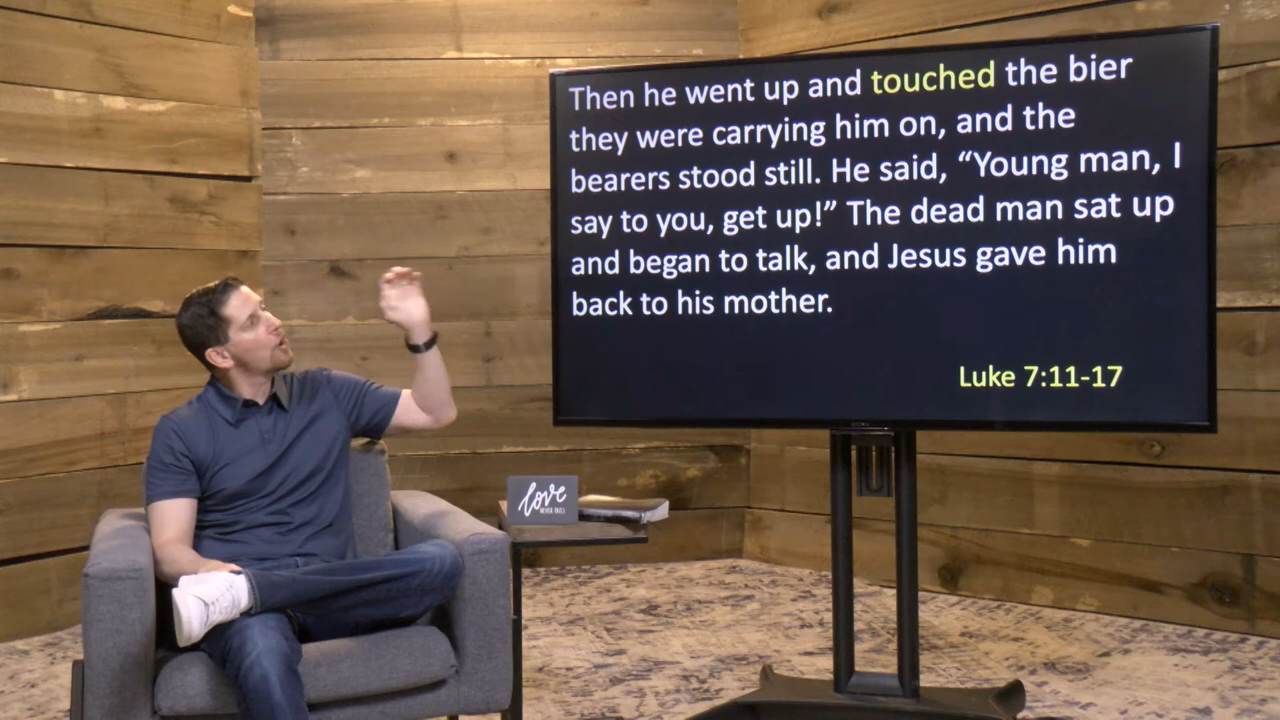 Then he went up and touched the bier
they were carrying him on, and the
bearers stood still. He said, “Young man, I
say to you, get up!” The dead man sat up
and began to talk, and Jesus gave him
back to his mother.
Luke 7:11-17
love
NEVER FAILS